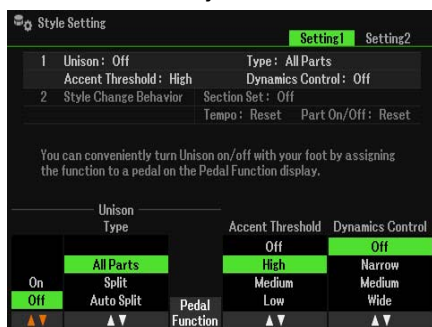 Style Setting
Setting1 Setting2
1 Unison: Off Type: All Parts
Accent Threshold: High Dynamics Control: Off
2 Style Change Behavior Section Set: Off
Tempo: Reset Part On/Off: Reset
You can conveniently turn Unison on/off with your foot by assigning
the function to a pedal on the Pedal Function display.
Unison
Type Accent Threshold Dynamics Control
Off Off
All Parts High Narrow
On Split Medium Medium
Off Auto Split Pedal Low Wide
Function